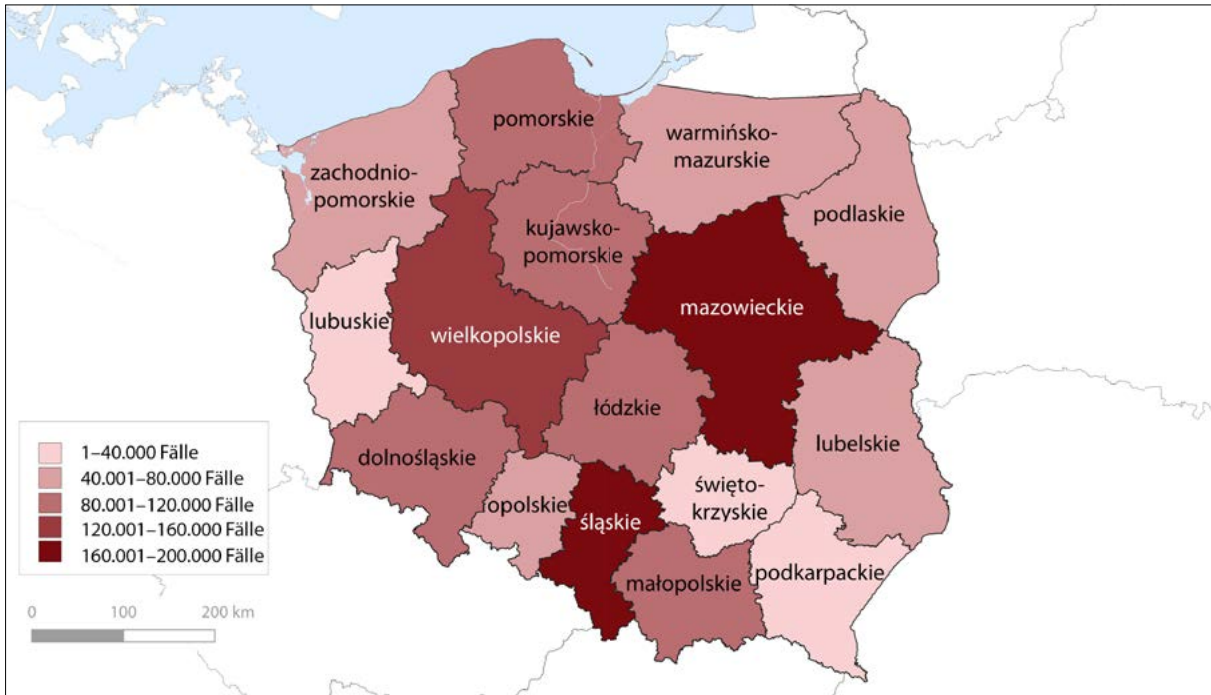 pomorskie
warmińsko-
mazurskie
zachodnio-
pomorskie
podlaskie
kujawsko-
pomorskie
mazowieckie
lubuskie
wielkopolskie
łódzkie
lubelskie
dolnośląskie
opolskie
święto-
krzyskie
śląskie
małopolskie
podkarpackie
1–40.000 Fälle
40.001–80.000 Fälle
80.001–120.000 Fälle
120.001–160.000 Fälle
160.001–200.000 Fälle
0 100 200 km